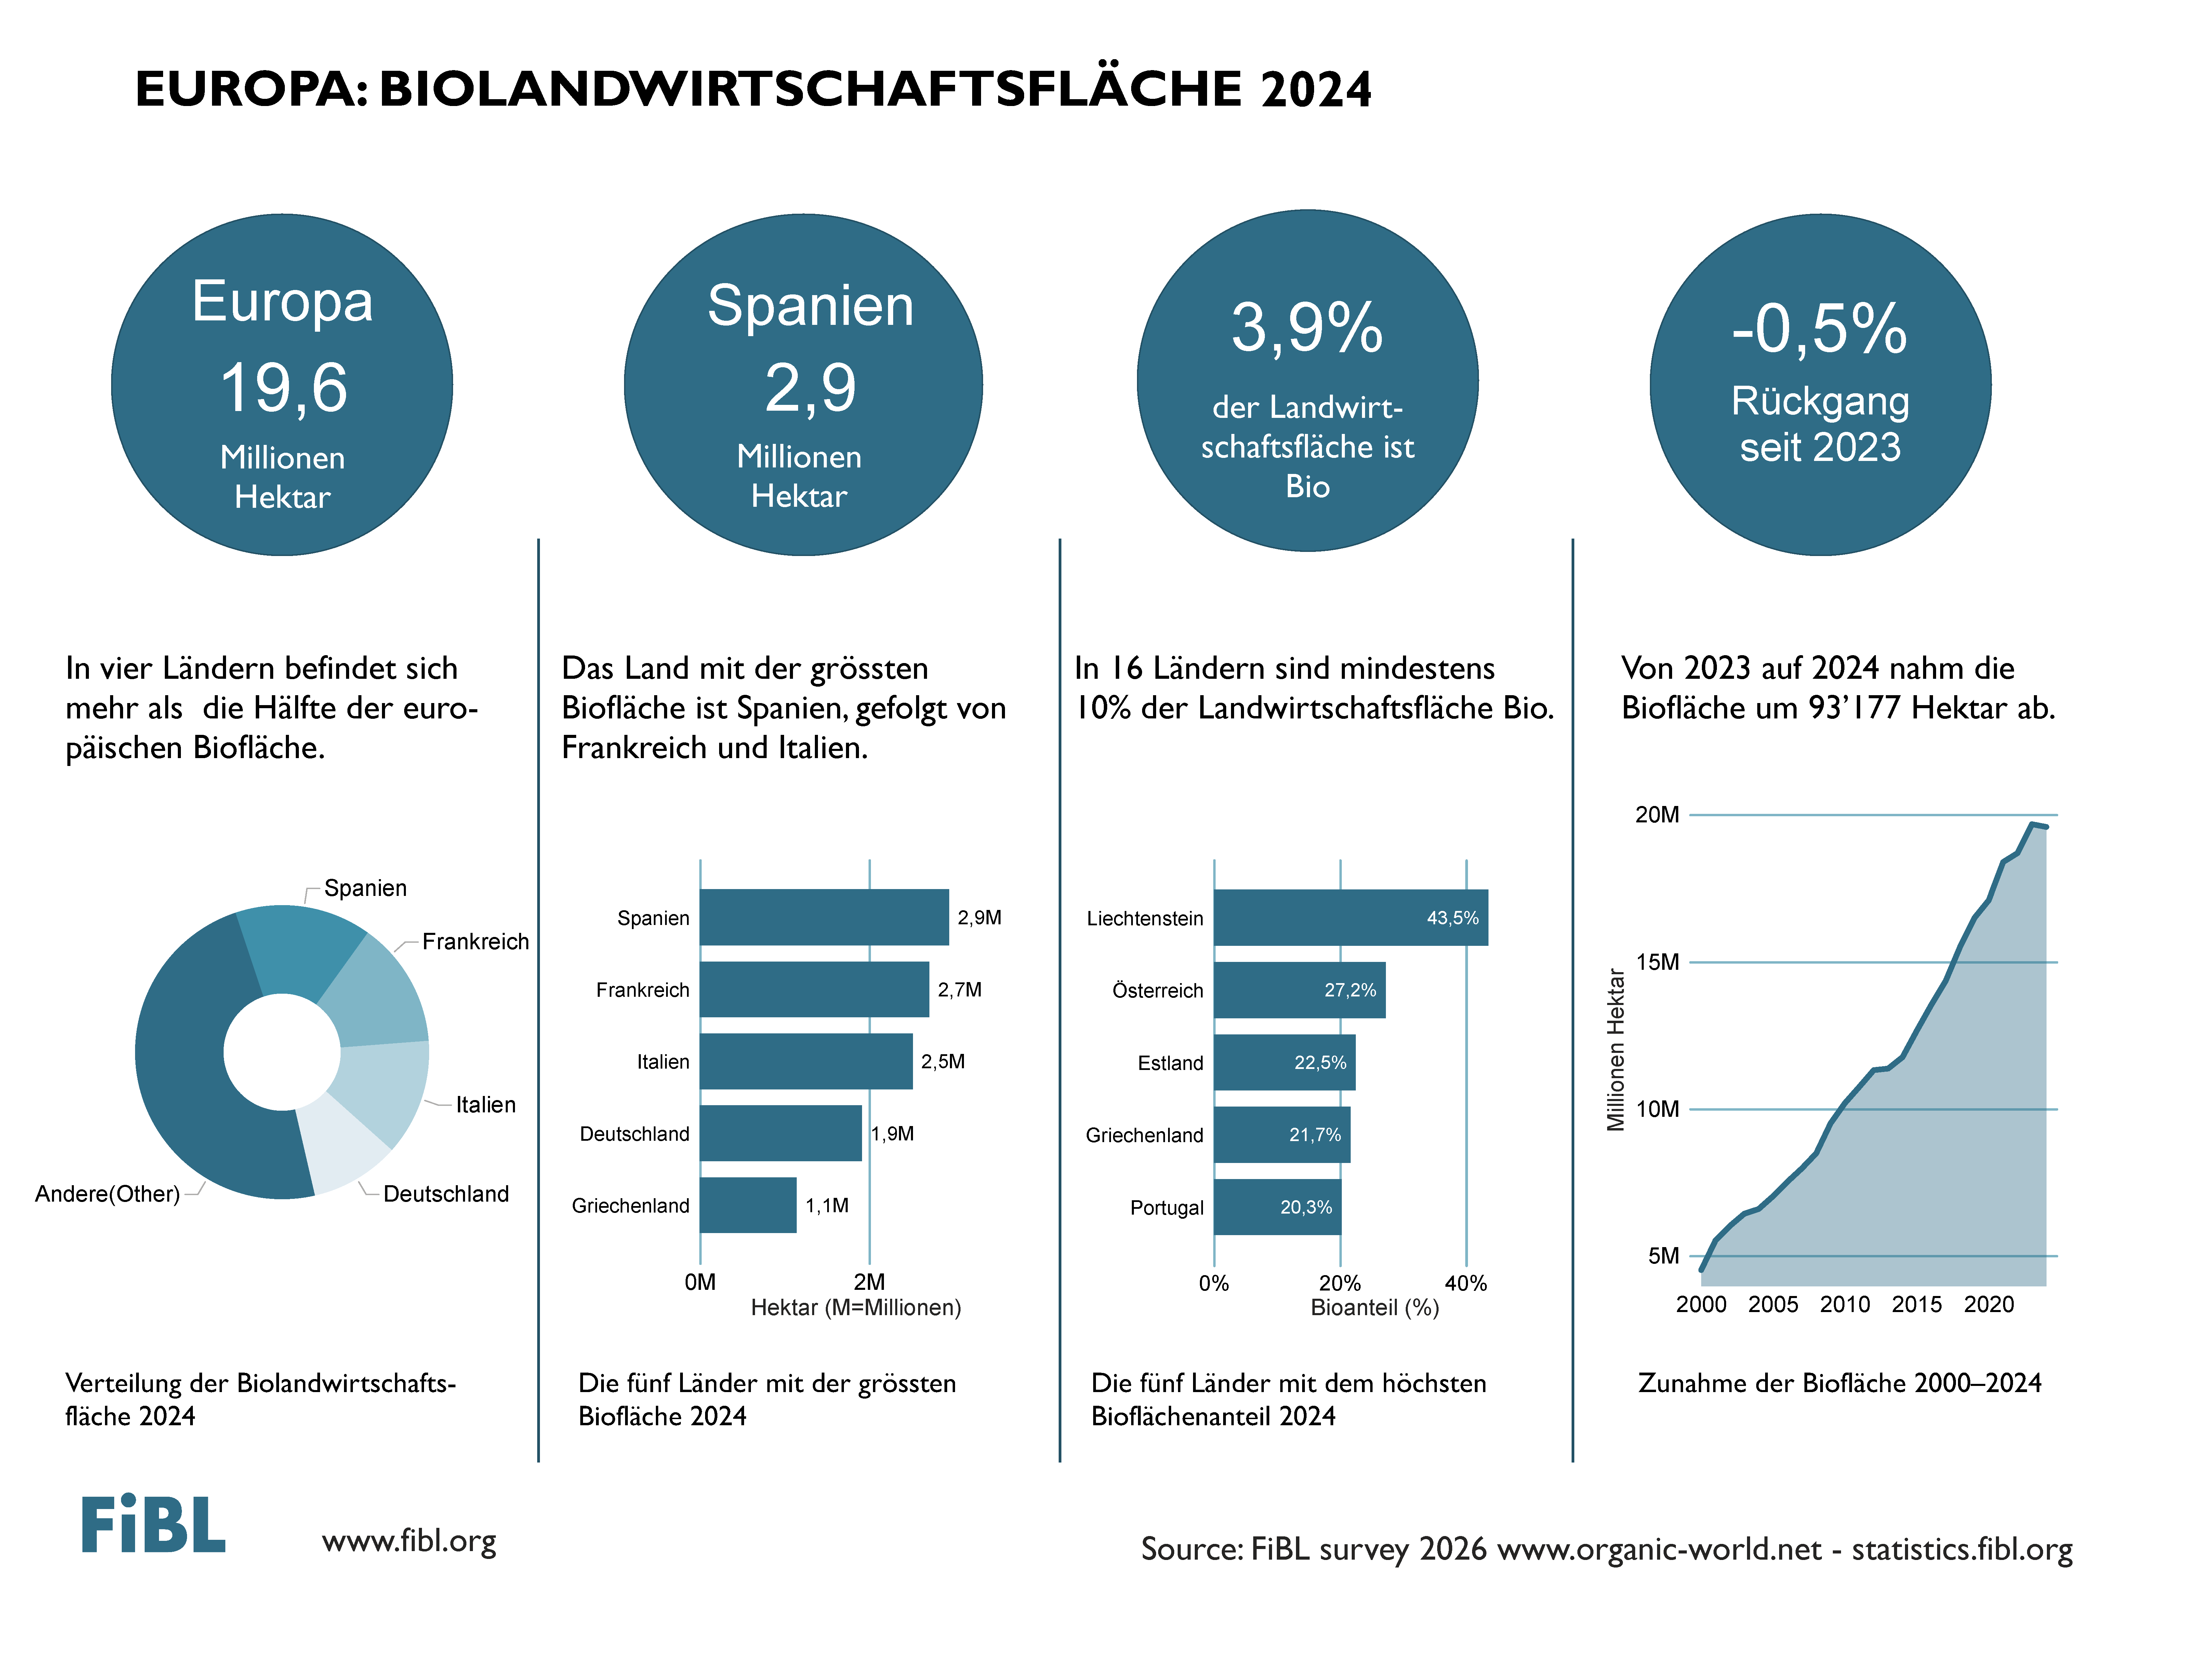 EUROPA: BIOLANDWIRTSCHAFTSFLÄCHE 2024
Europa
19,6
Millionen
Hektar
Spanien
2,9
Millionen
Hektar
3,9%
der Landwirt-
schaftsfläche ist
Bio
-0,5%
Rückgang
seit 2023
In vier Ländern befindet sich
mehr als  die Hälfte der euro-
päischen Biofläche.
Spanien
Frankreich
Italien
Deutschland
Andere(Other)
Verteilung der Biolandwirtschafts-
fläche 2024
Das Land mit der grössten
Biofläche ist Spanien, gefolgt von
Frankreich und Italien.
Spanien 2,9M
Frankreich 2,7M
Italien 2,5M
Deutschland 1,9M
Griechenland 1,1M
0M 2M
Hektar (M=Millionen)
Die fünf Länder mit der grössten
Biofläche 2024
In 16 Ländern sind mindestens
10% der Landwirtschaftsfläche Bio.
Liechtenstein 43,5%
Österreich 27,2%
Estland 22,5%
Griechenland 21,7%
Portugal 20,3%
0% 20% 40%
Bioanteil (%)
Die fünf Länder mit dem höchsten
Bioflächenanteil 2024
Von 2023 auf 2024 nahm die
Biofläche um 93’177 Hektar ab.
20M
15M
10M
5M
Millionen Hektar
2000 2005 2010 2015 2020
Zunahme der Biofläche 2000–2024
FiBL
www.fibl.org
Source: FiBL survey 2026 www.organic-world.net - statistics.fibl.org